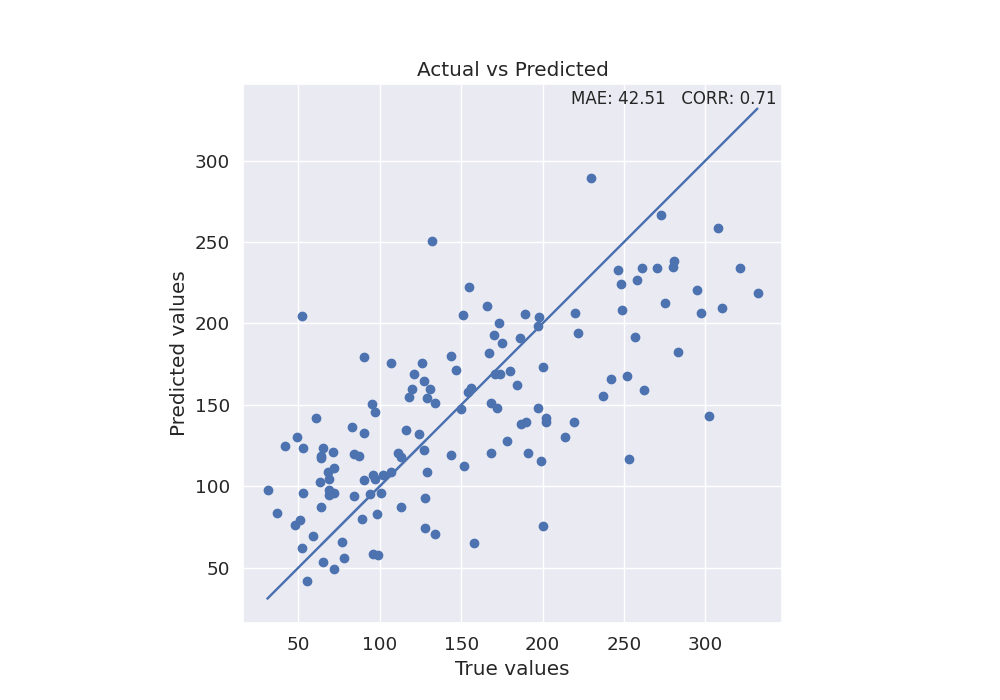 Actual vs Predicted
MAE: 42.51   CORR: 0.71
300
250
200
150
100
50
Predicted values
50 100 150 200 250 300
True values